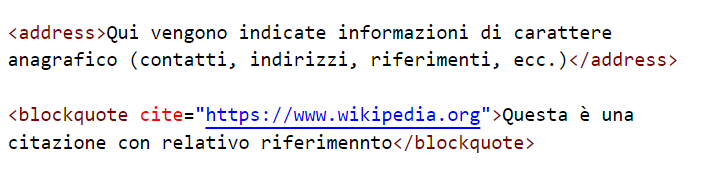 <address>Qui vengono indicate informazioni di carattere
anagrafico (contatti, indirizzi, riferimenti, ecc.)</address>
<blockquote cite="https://www.wikipedia.org">Questa è una
citazione con relativo riferimennto</blockquote>